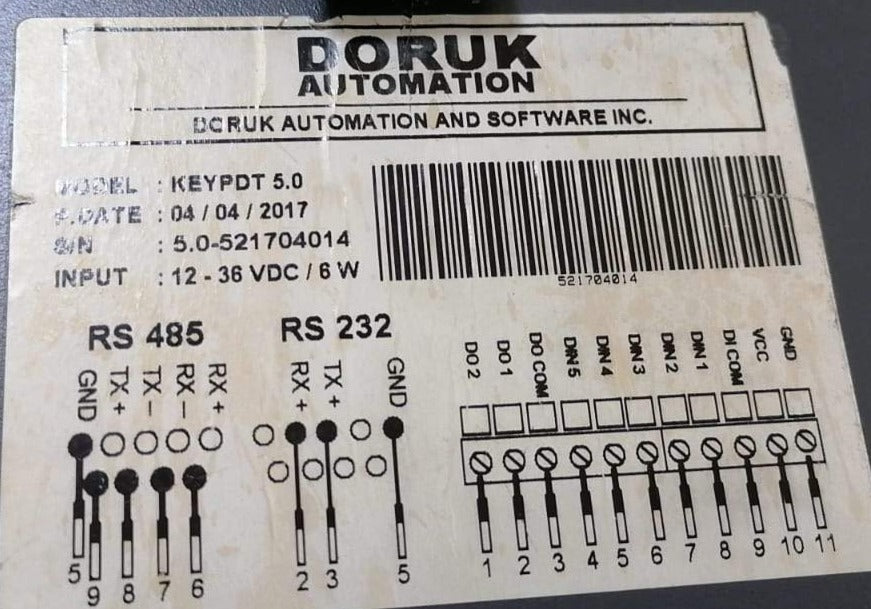 DORUK
AUTOMATION
DORUK AUTOMATION AND SOFTWARE INC.
MODEL : KEYPDT 5.0
P.DATE : 04 / 04 / 2017
S/N : 5.0-521704014
INPUT : 12 - 36 VDC / 6 W
521704014
RS 485
GND TX + TX - RX - RX +
5 9 8 7 6
RS 232
RX + TX + GND
2 3 5
DO 2 DO 1 DO COM DIN 5 DIN 4 DIN 3 DIN 2 DIN 1 DI COM VCC GND
1 2 3 4 5 6 7 8 9 10 11